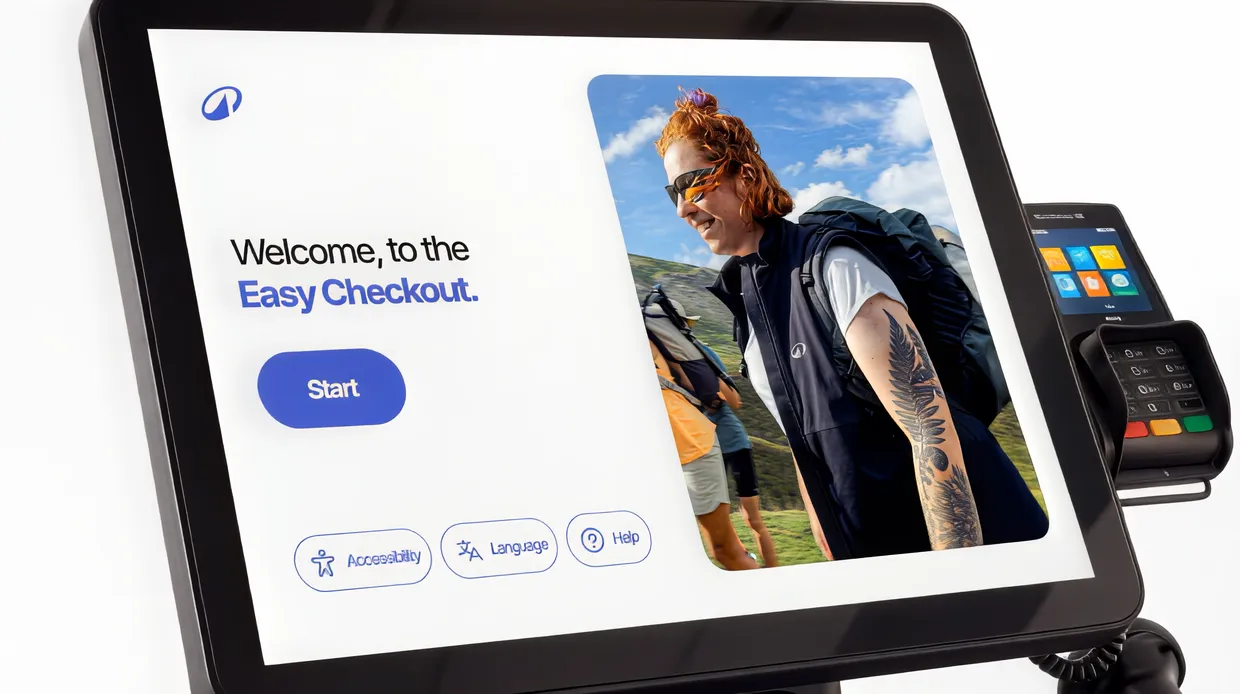 Welcome, to the
Easy Checkout.
Start
Accessibility
Language
Help